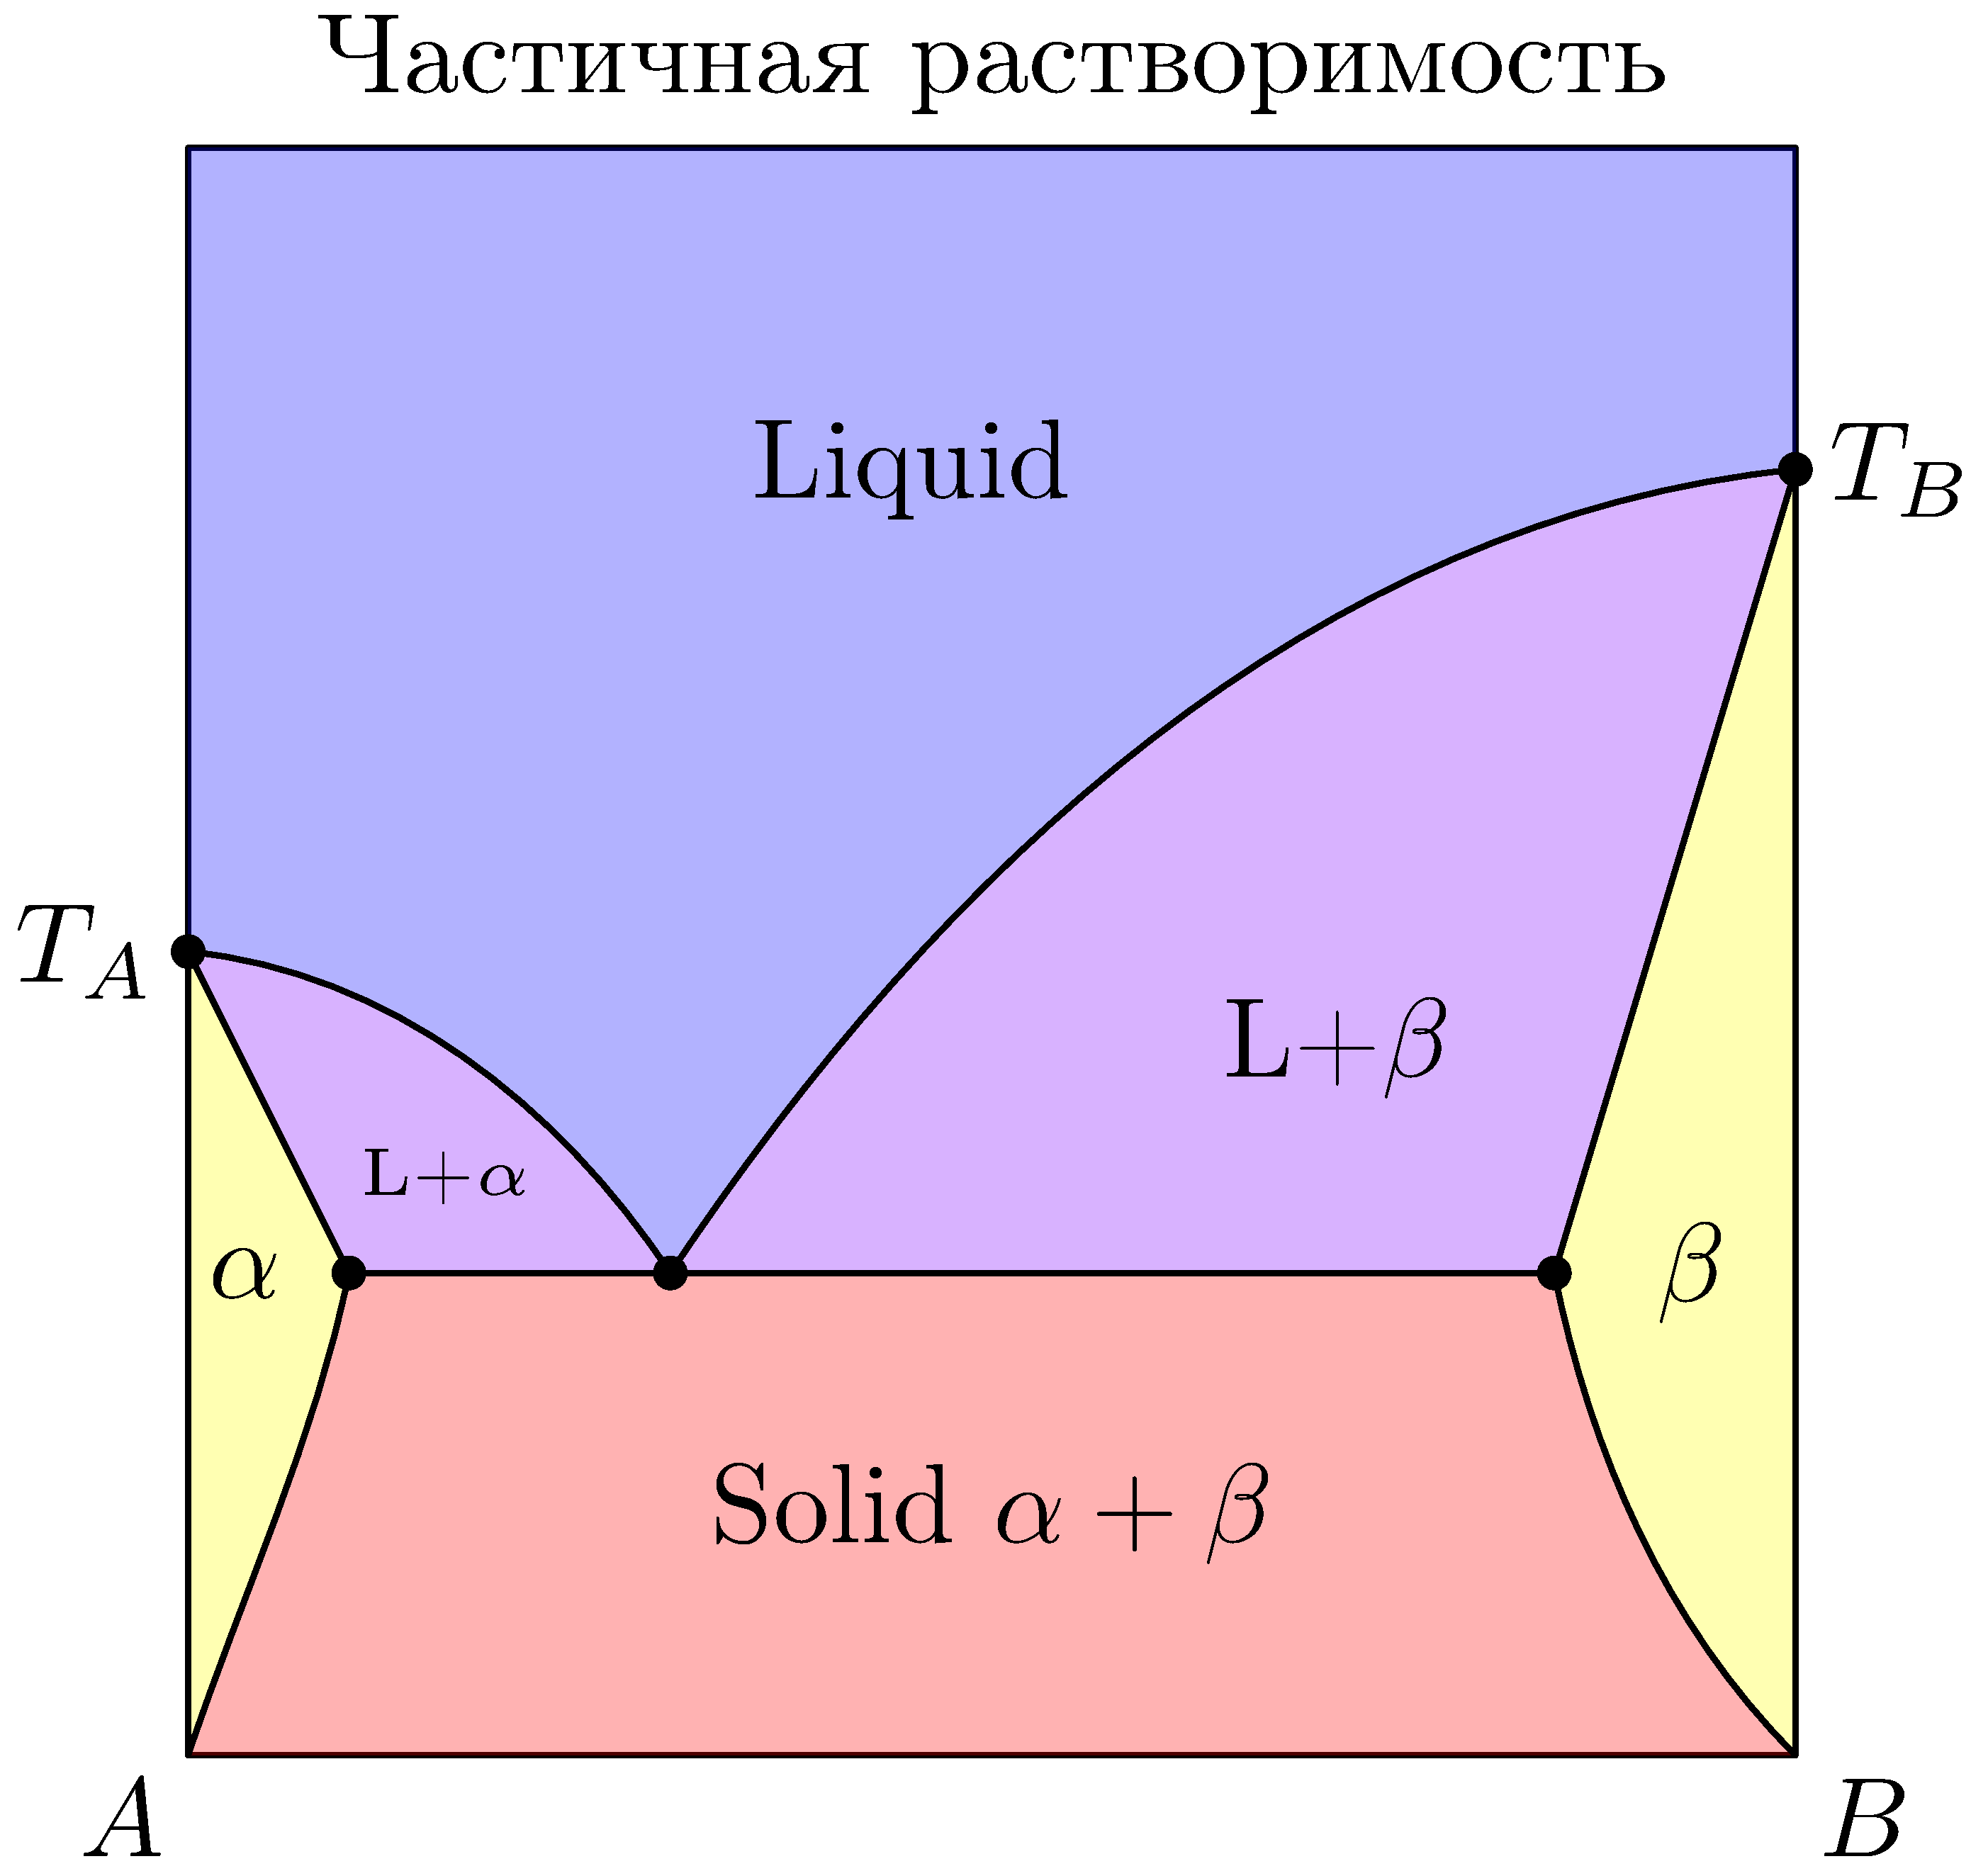 Частичная растворимость
Liquid
T_B
T_A
L+β
L+α
α
β
Solid α + β
A
B